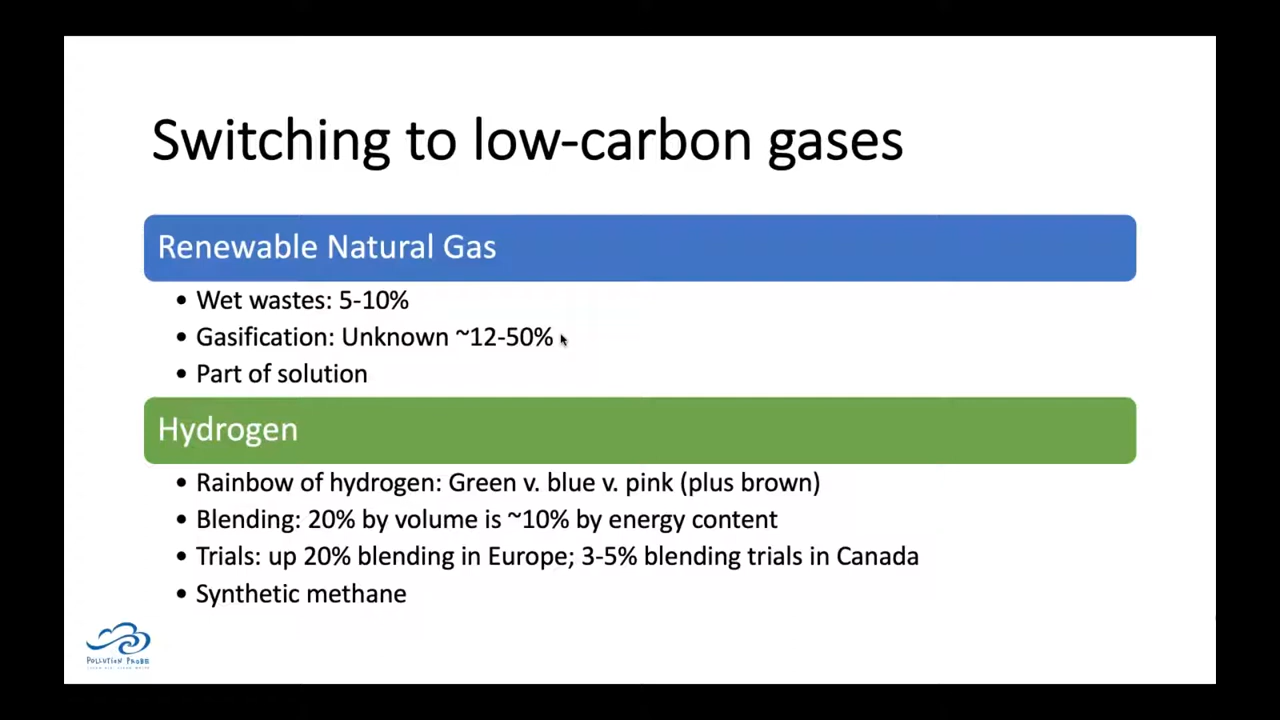 Switching to low-carbon gases
Renewable Natural Gas
• Wet wastes: 5-10%
• Gasification: Unknown ~12-50%
• Part of solution
Hydrogen
• Rainbow of hydrogen: Green v. blue v. pink (plus brown)
• Blending: 20% by volume is ~10% by energy content
• Trials: up 20% blending in Europe; 3-5% blending trials in Canada
• Synthetic methane
POLLUTION PROBE